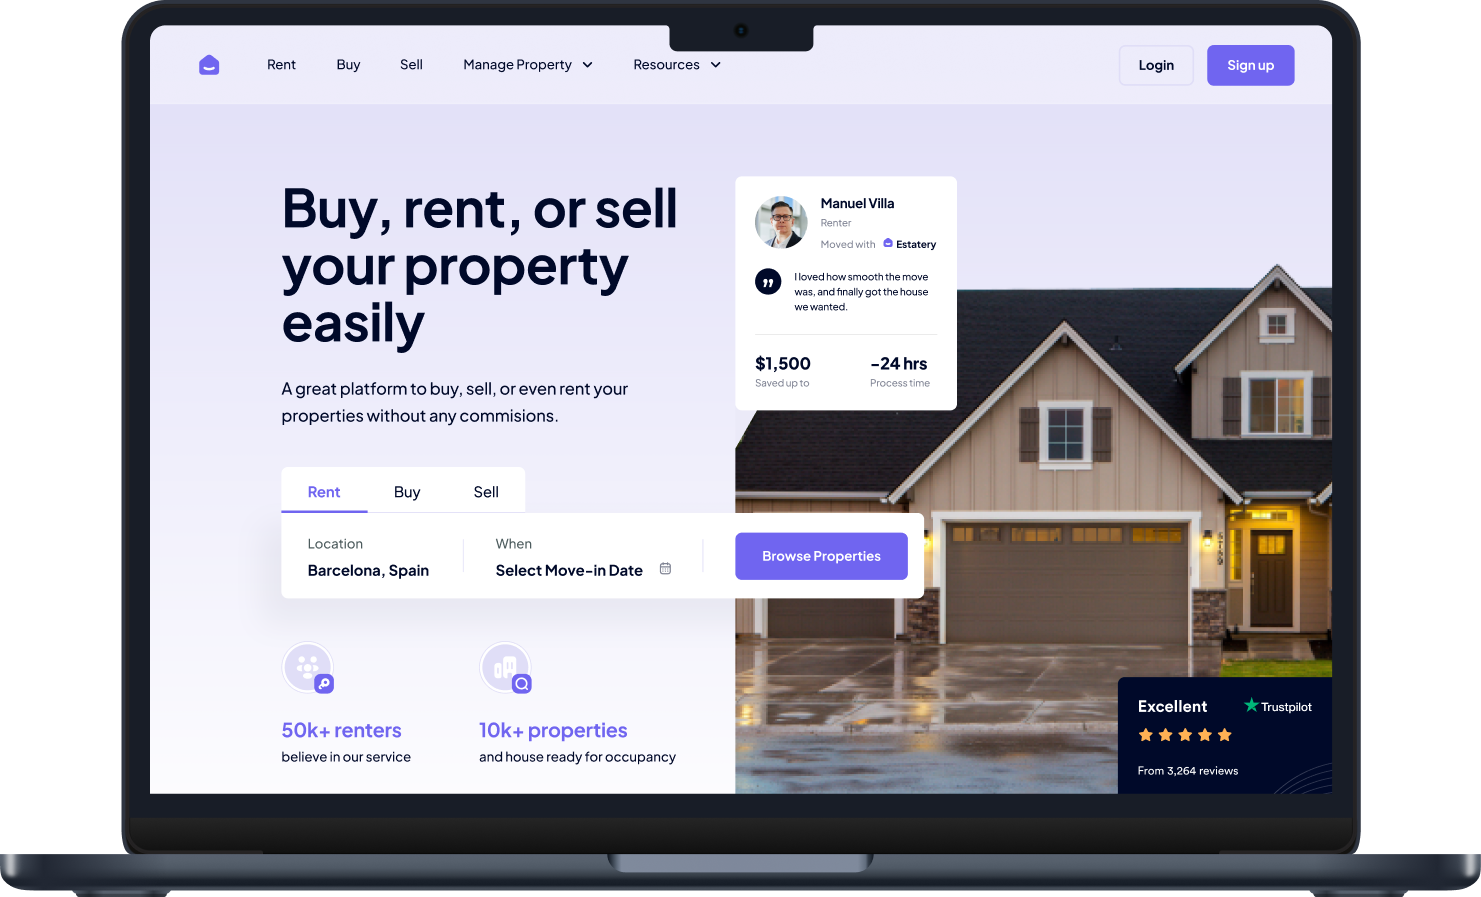 Rent Buy Sell Manage Property Resources Login Sign up
Buy, rent, or sell
your property
easily
A great platform to buy, sell, or even rent your
properties without any commisions.
Manuel Villa
Renter
Moved with Estatery
I loved how smooth the move
was, and finally got the house
we wanted.
$1,500
Saved up to
-24 hrs
Process time
Rent Buy Sell
Location
Barcelona, Spain
When
Select Move-in Date
Browse Properties
50k+ renters
believe in our service
10k+ properties
and house ready for occupancy
Excellent
Trustpilot
From 3,264 reviews